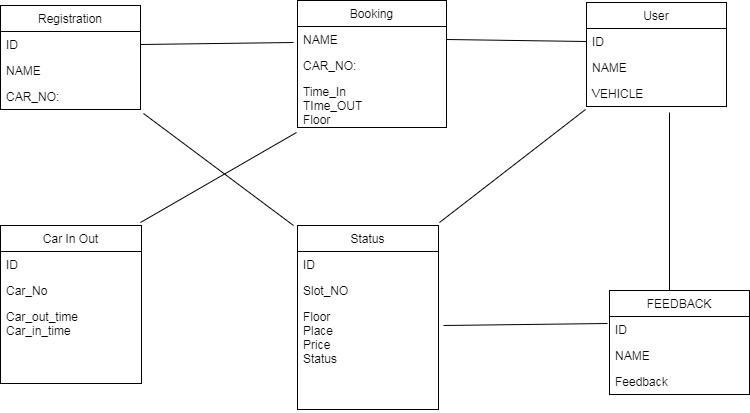 Registration
ID
NAME
CAR_NO:
Booking
NAME
CAR_NO:
Time_In
TIme_OUT
Floor
User
ID
NAME
VEHICLE
Car In Out
ID
Car_No
Car_out_time
Car_in_time
Status
ID
Slot_NO
Floor
Place
Price
Status
FEEDBACK
ID
NAME
Feedback